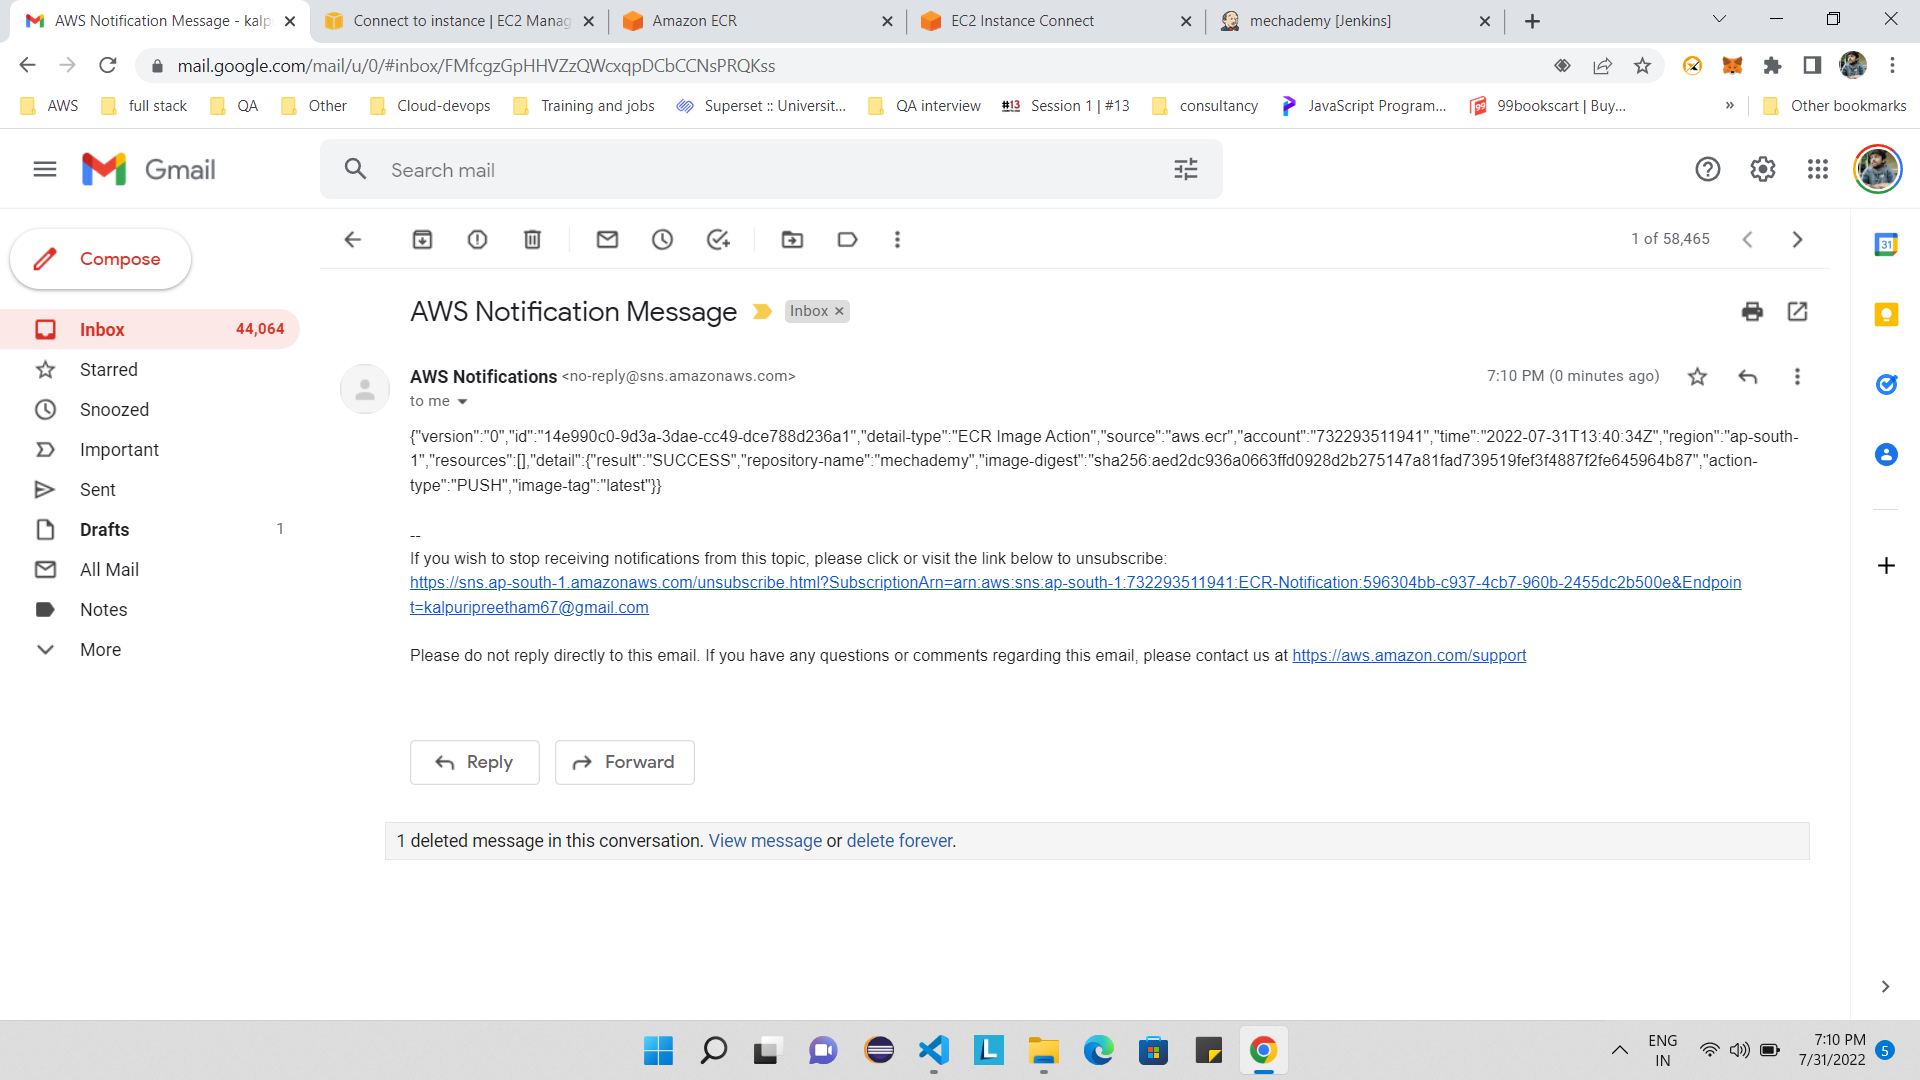 AWS Notification Message - kalp
Connect to instance | EC2 Manag
Amazon ECR
EC2 Instance Connect
mechademy [Jenkins]
mail.google.com/mail/u/0/#inbox/FMfcgzGpHHVZzQWcxqpDCbCCNsPRQKss
AWS
full stack
QA
Other
Cloud-devops
Training and jobs
Superset :: Universit...
QA interview
#13
Session 1 | #13
consultancy
JavaScript Program...
99
99bookscart | Buy...
»
Other bookmarks
Gmail
Search mail
Compose
1 of 58,465
31
AWS Notification Message
Inbox
Inbox 44,064
Starred
Snoozed
Important
Sent
Drafts 1
All Mail
Notes
More
AWS Notifications <no-reply@sns.amazonaws.com>
7:10 PM (0 minutes ago)
to me
{"version":"0","id":"14e990c0-9d3a-3dae-cc49-dce788d236a1","detail-type":"ECR Image Action","source":"aws.ecr","account":"732293511941","time":"2022-07-31T13:40:34Z","region":"ap-south-
1","resources":[],"detail":{"result":"SUCCESS","repository-name":"mechademy","image-digest":"sha256:aed2dc936a0663ffd0928d2b275147a81fad739519fef3f4887f2fe645964b87","action-
type":"PUSH","image-tag":"latest"}}
--
If you wish to stop receiving notifications from this topic, please click or visit the link below to unsubscribe:
https://sns.ap-south-1.amazonaws.com/unsubscribe.html?SubscriptionArn=arn:aws:sns:ap-south-1:732293511941:ECR-Notification:596304bb-c937-4cb7-960b-2455dc2b500e&Endpoin
t=kalpuripreetham67@gmail.com
Please do not reply directly to this email. If you have any questions or comments regarding this email, please contact us at https://aws.amazon.com/support
Reply
Forward
1 deleted message in this conversation. View message or delete forever.
L
ENG
IN
7:10 PM
7/31/2022
5